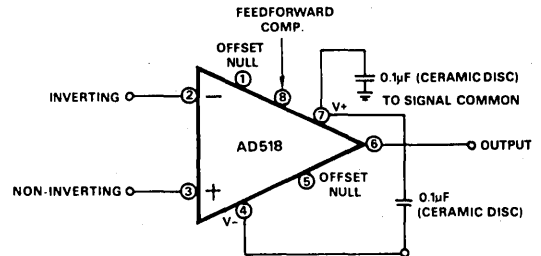 FEEDFORWARD
COMP.
OFFSET
NULL
1
8
0.1μF (CERAMIC DISC)
TO SIGNAL COMMON
7 V+
INVERTING
2 −
AD518
6
OUTPUT
NON-INVERTING
3 +
5
OFFSET
NULL
4
V−
0.1μF
(CERAMIC DISC)